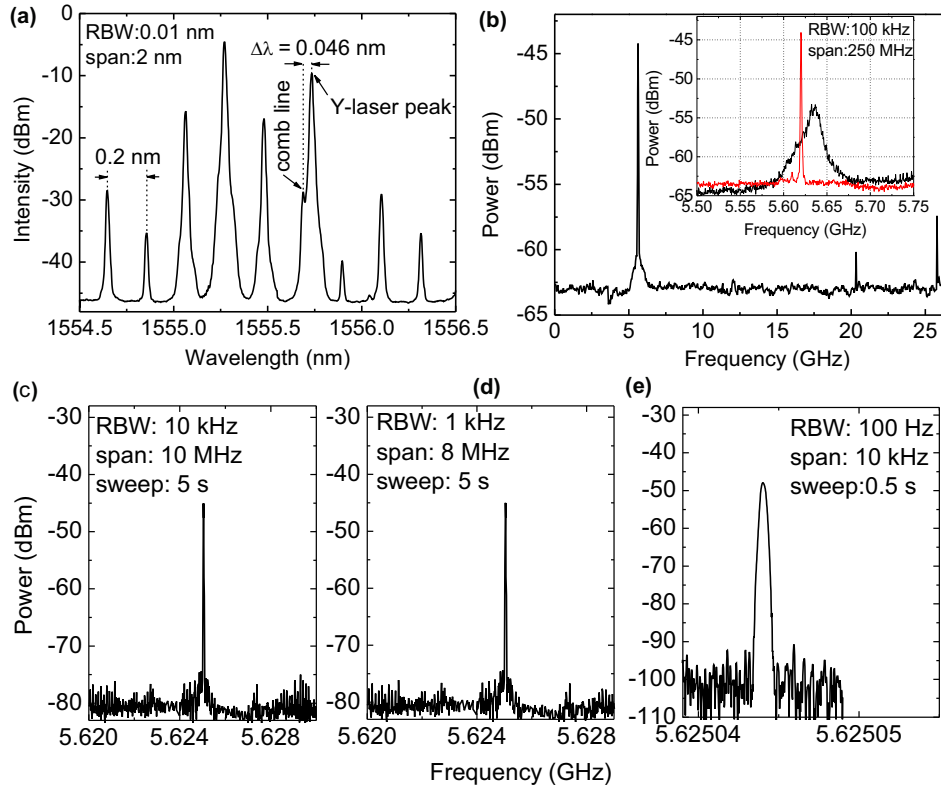 (a)
RBW:0.01 nm
span:2 nm
Δλ = 0.046 nm
Y-laser peak
comb line
0.2 nm
Intensity (dBm)
0
-10
-20
-30
-40
1554.5 1555.0 1555.5 1556.0 1556.5
Wavelength (nm)
(b)
RBW:100 kHz
span:250 MHz
Power (dBm)
-45
-50
-55
-60
-65
5.50 5.55 5.60 5.65 5.70 5.75
Frequency (GHz)
Power (dBm)
-45
-50
-55
-60
-65
0 5 10 15 20 25
Frequency (GHz)
(c)
RBW: 10 kHz
span: 10 MHz
sweep: 5 s
Power (dBm)
-30
-40
-50
-60
-70
-80
5.620 5.624 5.628
(d)
RBW: 1 kHz
span: 8 MHz
sweep: 5 s
-30
-40
-50
-60
-70
-80
5.620 5.624 5.628
(e)
RBW: 100 Hz
span: 10 kHz
sweep:0.5 s
-30
-40
-50
-60
-70
-80
-90
-100
-110
5.62504 5.62505
Frequency (GHz)